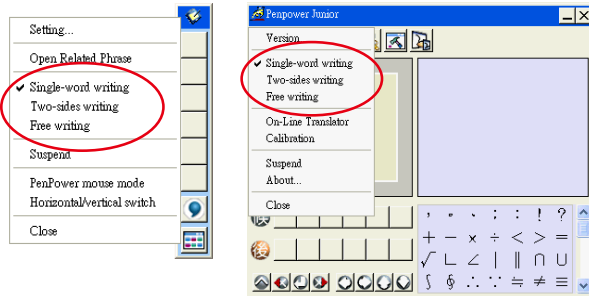 Setting...
Open Related Phrase
✔ Single-word writing
Two-sides writing
Free writing
Suspend
PenPower mouse mode
Horizontal/vertical switch
Close
Penpower Junior
Version
✔ Single-word writing
Two-sides writing
Free writing
On-Line Translator
Calibration
Suspend
About...
Close
候
, 。 、 ; : ! ?
+ - × ÷ < > =
後
√ ∟ ∠ | ∥ ∩ ∪
∫ ∮ ∴ ∵ ≒ ≠ ≡